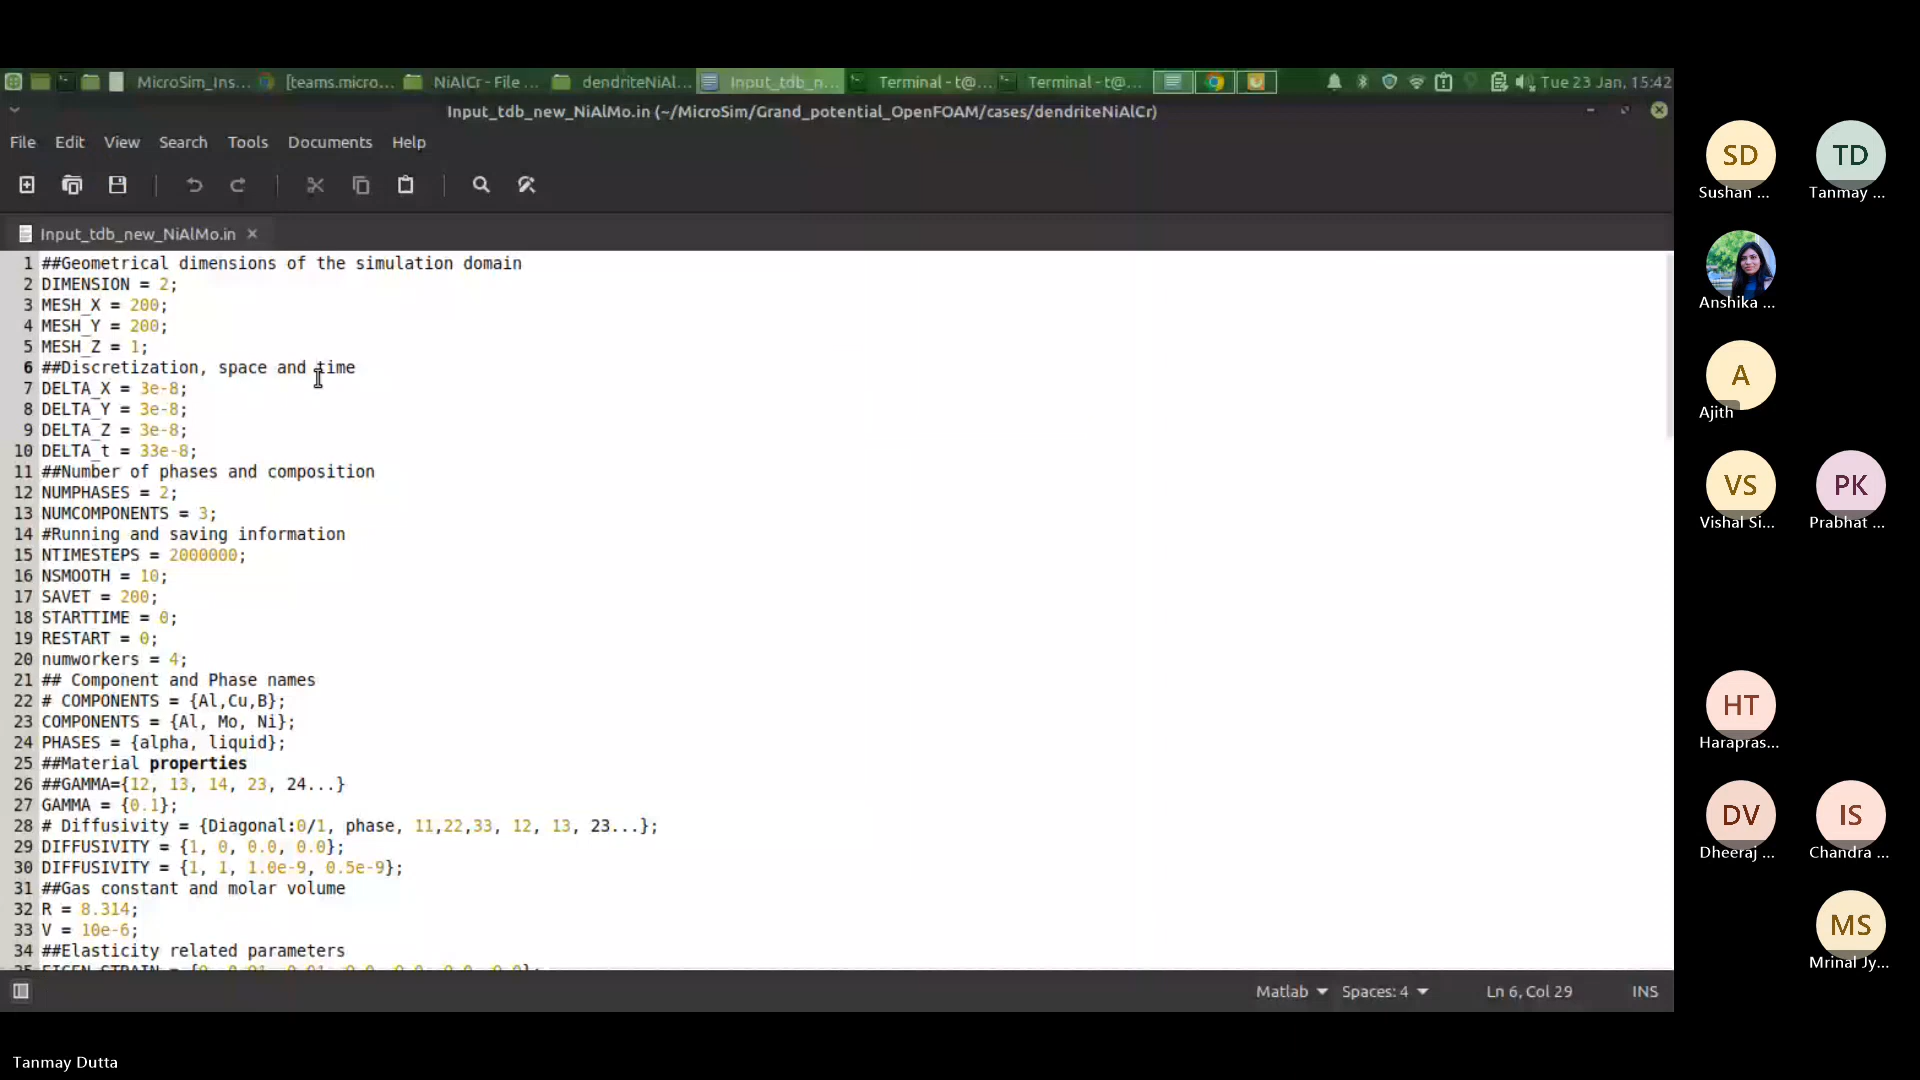 MicroSim_Ins... [teams.micro... NiAlCr - File ... dendriteNiAl... Input_tdb_n... Terminal - t@... Terminal - t@... Tue 23 Jan, 15:42
Input_tdb_new_NiAlMo.in (~/MicroSim/Grand_potential_OpenFOAM/cases/dendriteNiAlCr)
File Edit View Search Tools Documents Help
Input_tdb_new_NiAlMo.in
1 ##Geometrical dimensions of the simulation domain
2 DIMENSION = 2;
3 MESH_X = 200;
4 MESH_Y = 200;
5 MESH_Z = 1;
6 ##Discretization, space and time
7 DELTA_X = 3e-8;
8 DELTA_Y = 3e-8;
9 DELTA_Z = 3e-8;
10 DELTA_t = 33e-8;
11 ##Number of phases and composition
12 NUMPHASES = 2;
13 NUMCOMPONENTS = 3;
14 #Running and saving information
15 NTIMESTEPS = 2000000;
16 NSMOOTH = 10;
17 SAVET = 200;
18 STARTTIME = 0;
19 RESTART = 0;
20 numworkers = 4;
21 ## Component and Phase names
22 # COMPONENTS = {Al,Cu,B};
23 COMPONENTS = {Al, Mo, Ni};
24 PHASES = {alpha, liquid};
25 ##Material properties
26 ##GAMMA={12, 13, 14, 23, 24...}
27 GAMMA = {0.1};
28 # Diffusivity = {Diagonal:0/1, phase, 11,22,33, 12, 13, 23...};
29 DIFFUSIVITY = {1, 0, 0.0, 0.0};
30 DIFFUSIVITY = {1, 1, 1.0e-9, 0.5e-9};
31 ##Gas constant and molar volume
32 R = 8.314;
33 V = 10e-6;
34 ##Elasticity related parameters
Matlab Spaces: 4 Ln 6, Col 29 INS
SD TD
Sushan ... Tanmay ...
Anshika ...
A
Ajith
VS PK
Vishal Si... Prabhat ...
HT
Harapras...
DV IS
Dheeraj ... Chandra ...
MS
Mrinal Jy...
Tanmay Dutta